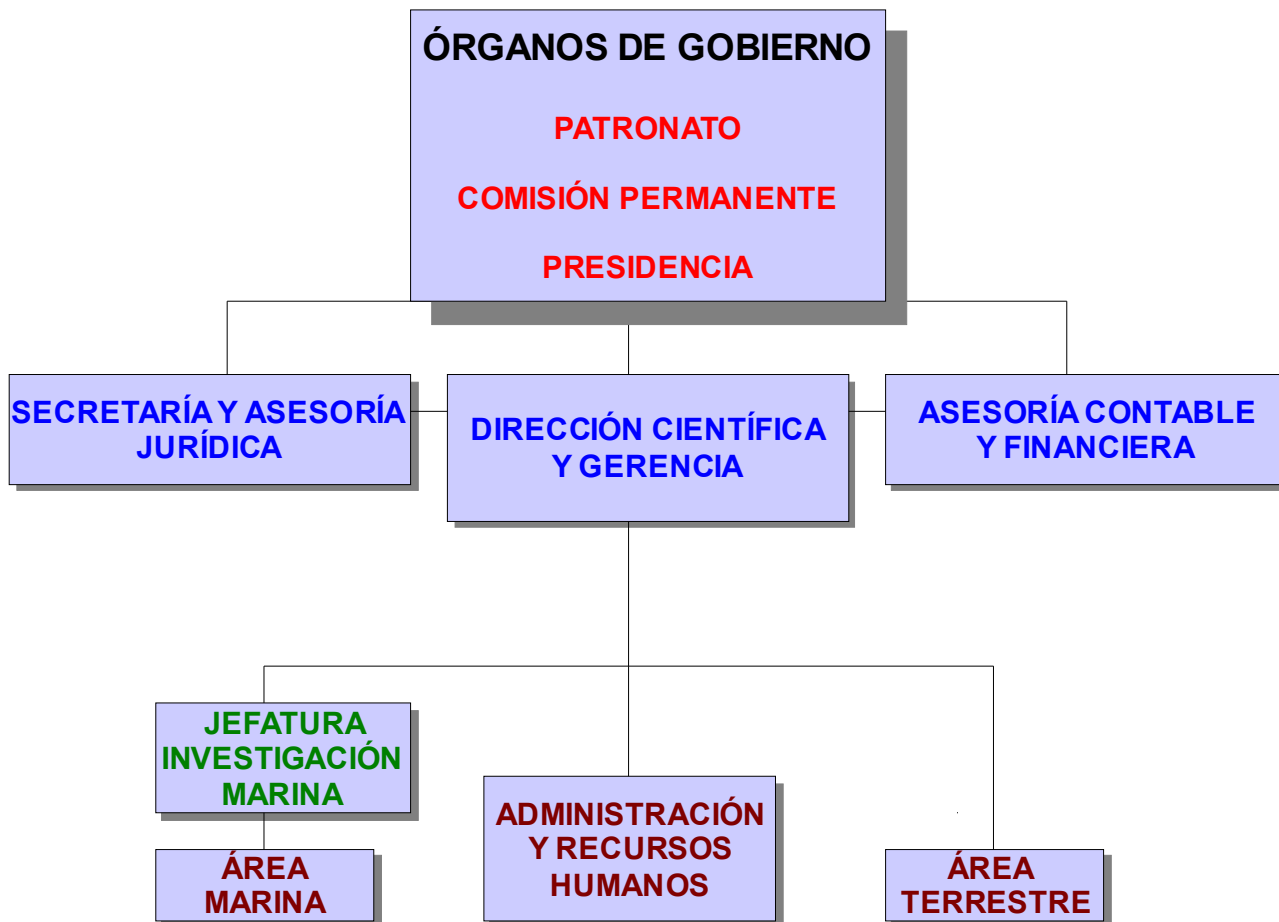 ÓRGANOS DE GOBIERNO
PATRONATO
COMISIÓN PERMANENTE
PRESIDENCIA
SECRETARÍA Y ASESORÍA
JURÍDICA
DIRECCIÓN CIENTÍFICA
Y GERENCIA
ASESORÍA CONTABLE
Y FINANCIERA
JEFATURA
INVESTIGACIÓN
MARINA
ADMINISTRACIÓN
Y RECURSOS
HUMANOS
ÁREA
MARINA
ÁREA
TERRESTRE